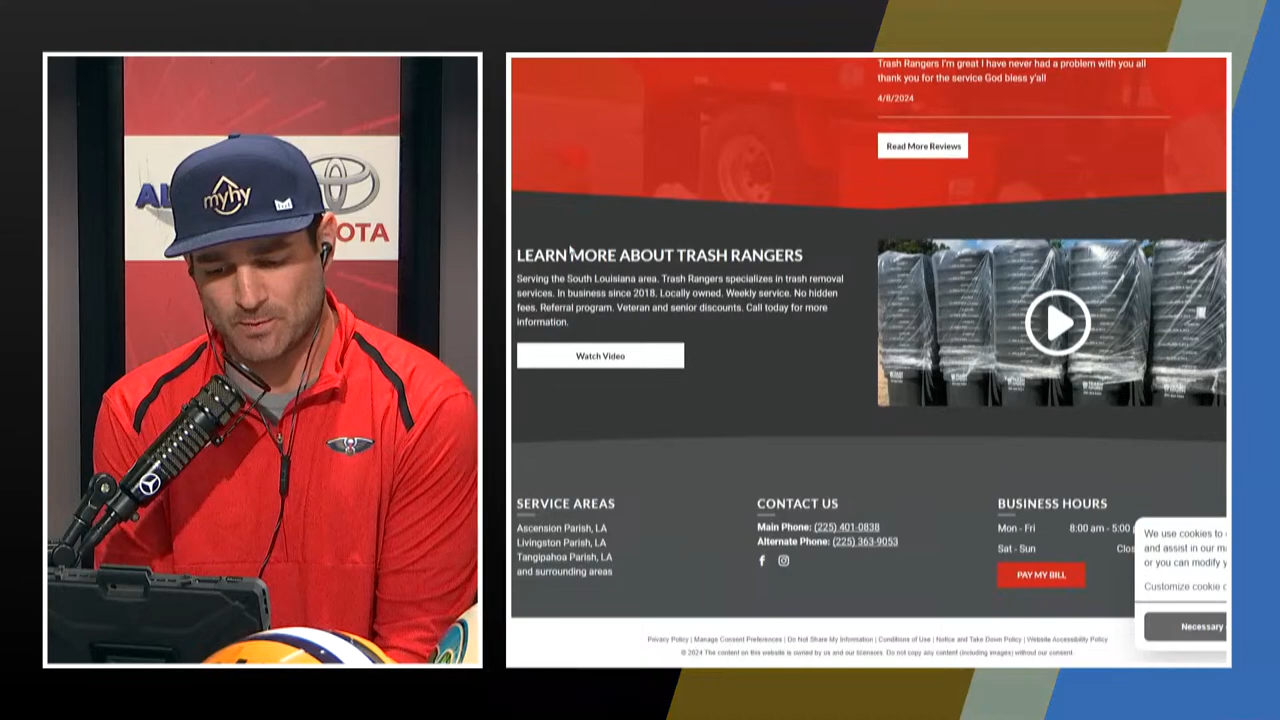 AL
myhy
OTA
Trash Rangers I'm great I have never had a problem with you all
thank you for the service God bless y'all
4/8/2024
Read More Reviews
LEARN MORE ABOUT TRASH RANGERS
Serving the South Louisiana area. Trash Rangers specializes in trash removal
services. In business since 2018. Locally owned. Weekly service. No hidden
fees. Referral program. Veteran and senior discounts. Call today for more
information.
Watch Video
SERVICE AREAS
Ascension Parish, LA
Livingston Parish, LA
Tangipahoa Parish, LA
and surrounding areas
CONTACT US
Main Phone: (225) 401-0838
Alternate Phone: (225) 363-9053
BUSINESS HOURS
Mon - Fri 8:00 am - 5:00
Sat - Sun Clos
PAY MY BILL
We use cookies to
and assist in our ma
or you can modify y
Customize cookie
Necessary
Privacy Policy | Manage Consent Preferences | Do Not Share My Information | Conditions of Use | Notice and Take Down Policy | Website Accessibility Policy
© 2024 The content on this website is owned by us and our licensors. Do not copy any content (including images) without our consent.